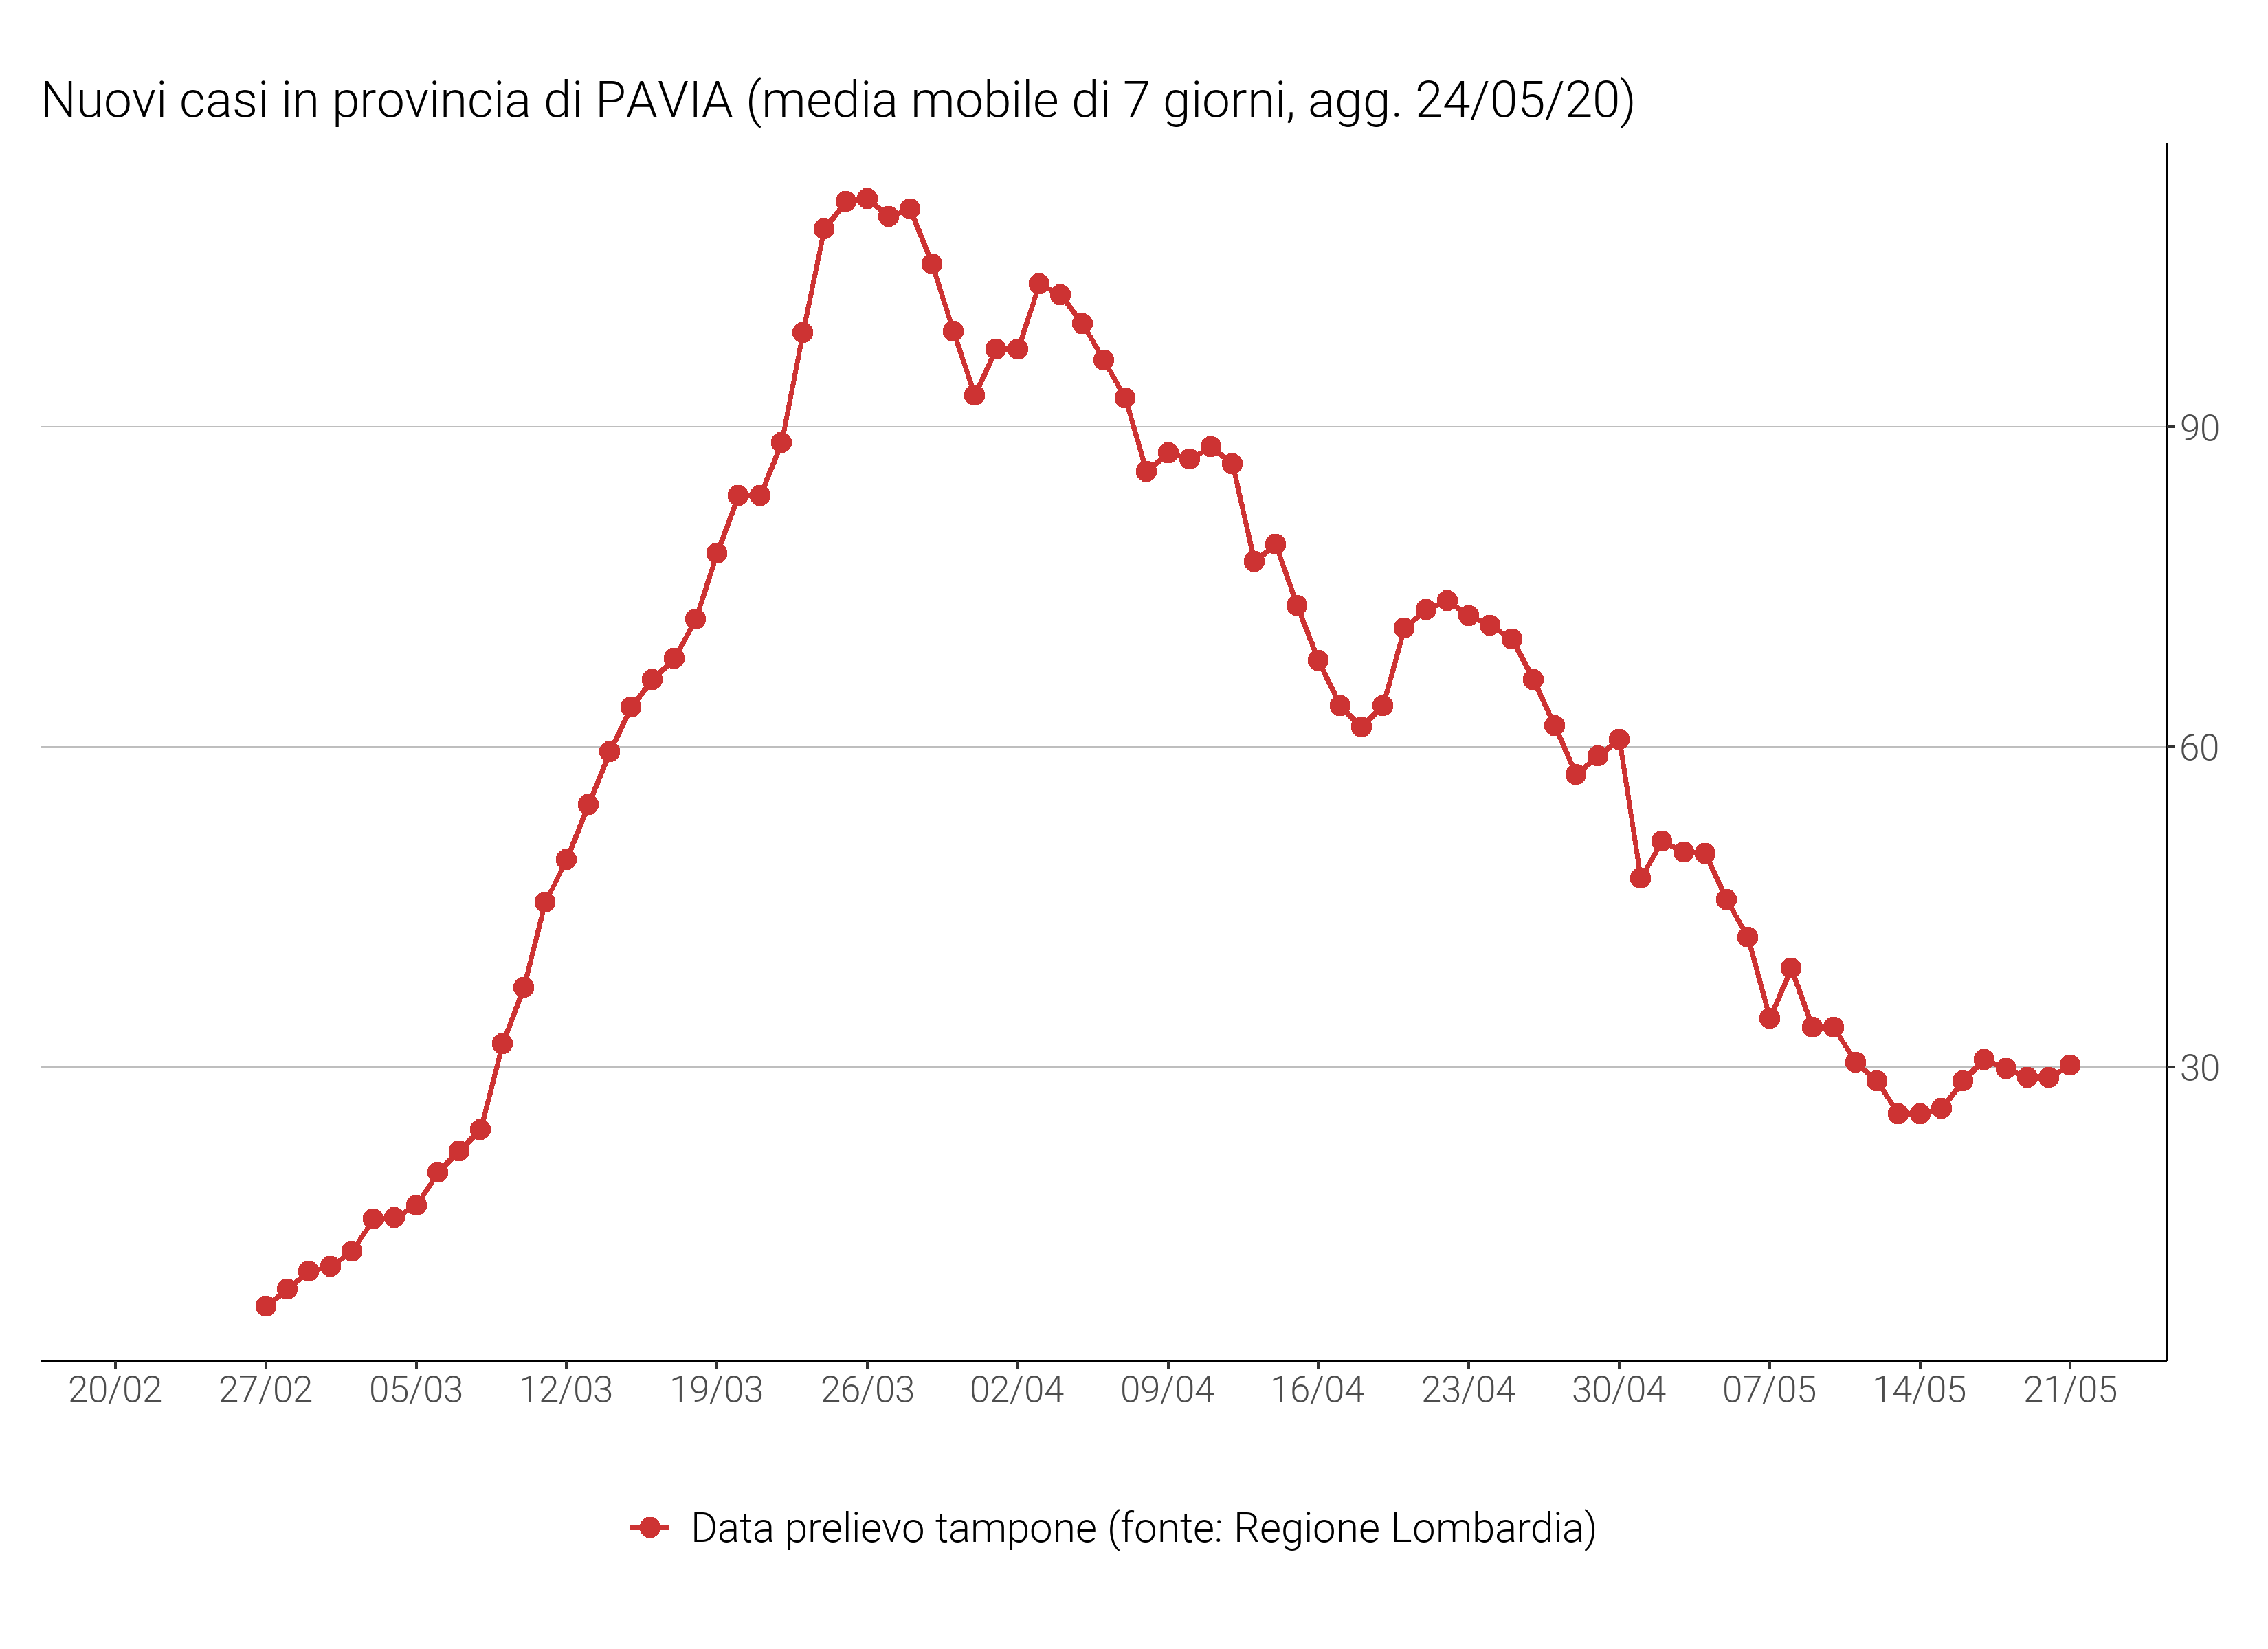 Nuovi casi in provincia di PAVIA (media mobile di 7 giorni, agg. 24/05/20)
90
60
30
20/02 27/02 05/03 12/03 19/03 26/03 02/04 09/04 16/04 23/04 30/04 07/05 14/05 21/05
Data prelievo tampone (fonte: Regione Lombardia)